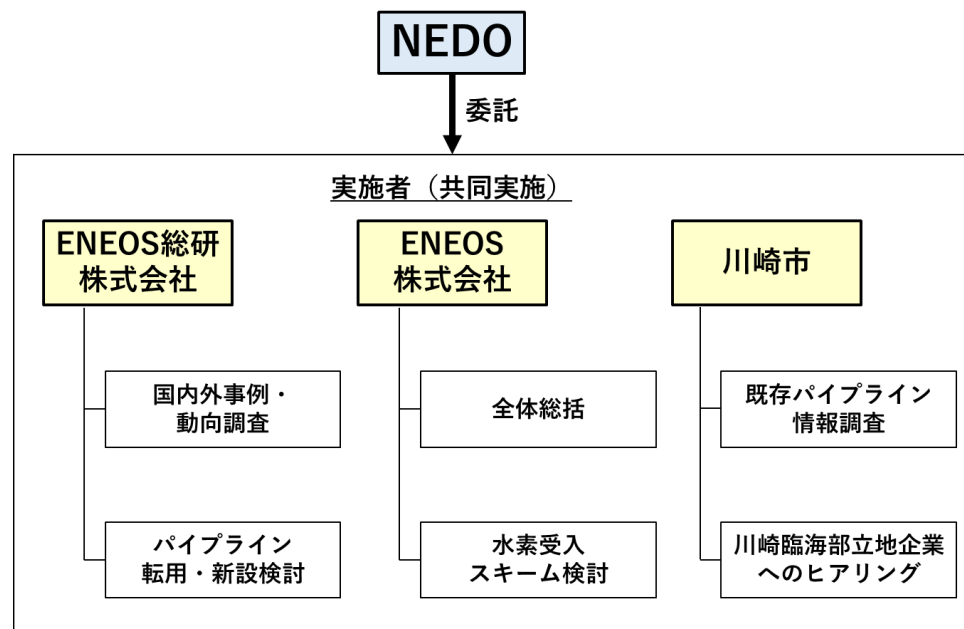 NEDO
委託
実施者（共同実施）
ENEOS総研
株式会社
国内外事例・
動向調査
パイプライン
転用・新設検討
ENEOS
株式会社
全体総括
水素受入
スキーム検討
川崎市
既存パイプライン
情報調査
川崎臨海部立地企業
へのヒアリング